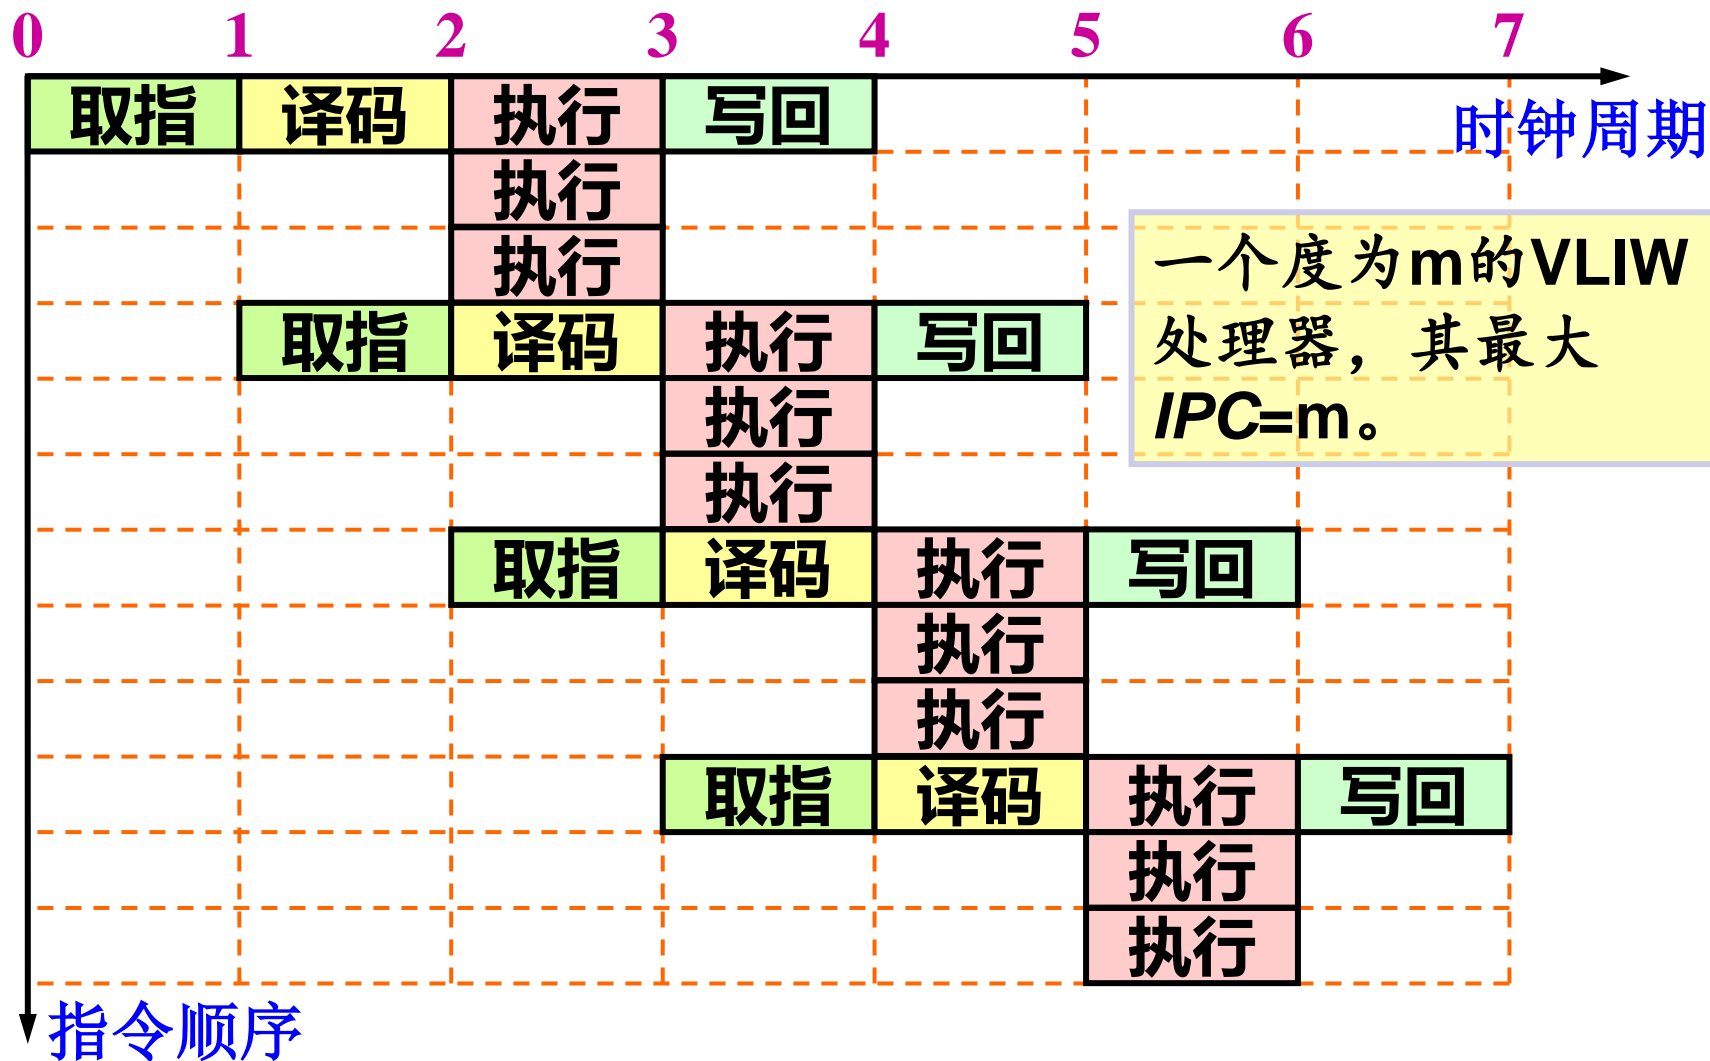 0 1 2 3 4 5 6 7
取指 译码 执行 写回
时钟周期
执行
执行
一个度为m的VLIW
处理器，其最大
IPC=m。
取指 译码 执行 写回
执行
执行
取指 译码 执行 写回
执行
执行
取指 译码 执行 写回
执行
执行
指令顺序